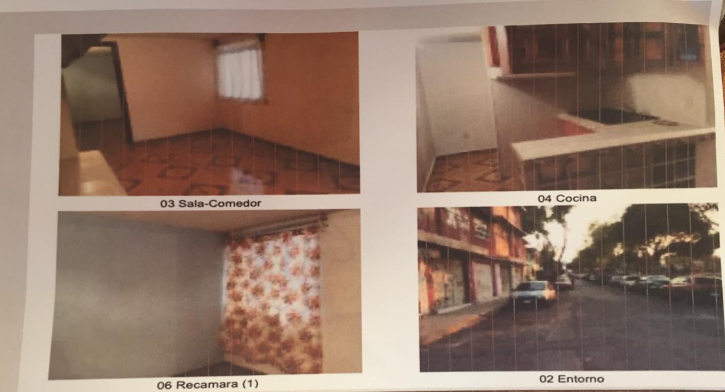 03 Sala-Comedor
04 Cocina
06 Recamara (1)
02 Entorno